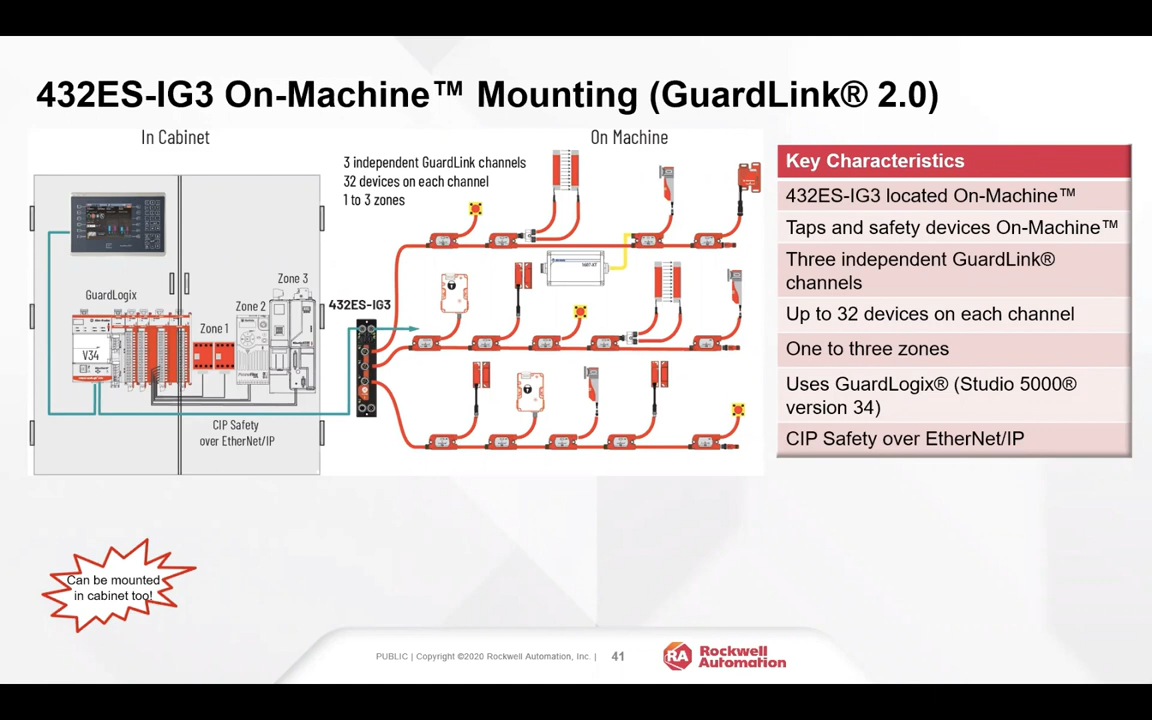 432ES-IG3 On-Machine™ Mounting (GuardLink® 2.0)
In Cabinet
On Machine
3 independent GuardLink channels
32 devices on each channel
1 to 3 zones
GuardLogix
V34
Zone 1
Zone 2
Zone 3
432ES-IG3
CIP Safety
over EtherNet/IP
Key Characteristics
432ES-IG3 located On-Machine™
Taps and safety devices On-Machine™
Three independent GuardLink®
channels
Up to 32 devices on each channel
One to three zones
Uses GuardLogix® (Studio 5000®
version 34)
CIP Safety over EtherNet/IP
Can be mounted
in cabinet too!
PUBLIC | Copyright ©2020 Rockwell Automation, Inc. | 41
RA
Rockwell
Automation